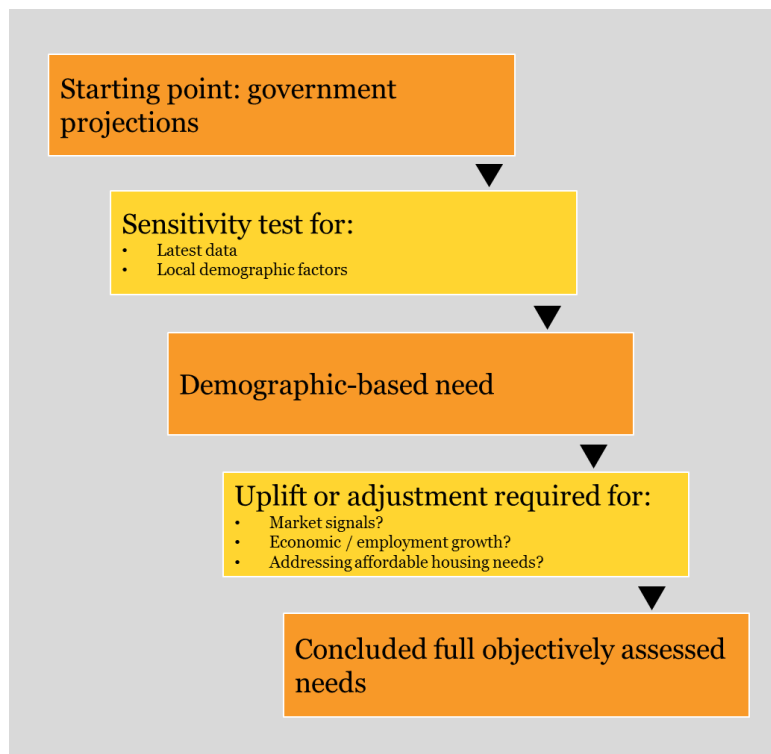 Starting point: government
projections
Sensitivity test for:
• Latest data
• Local demographic factors
Demographic-based need
Uplift or adjustment required for:
• Market signals?
• Economic / employment growth?
• Addressing affordable housing needs?
Concluded full objectively assessed
needs